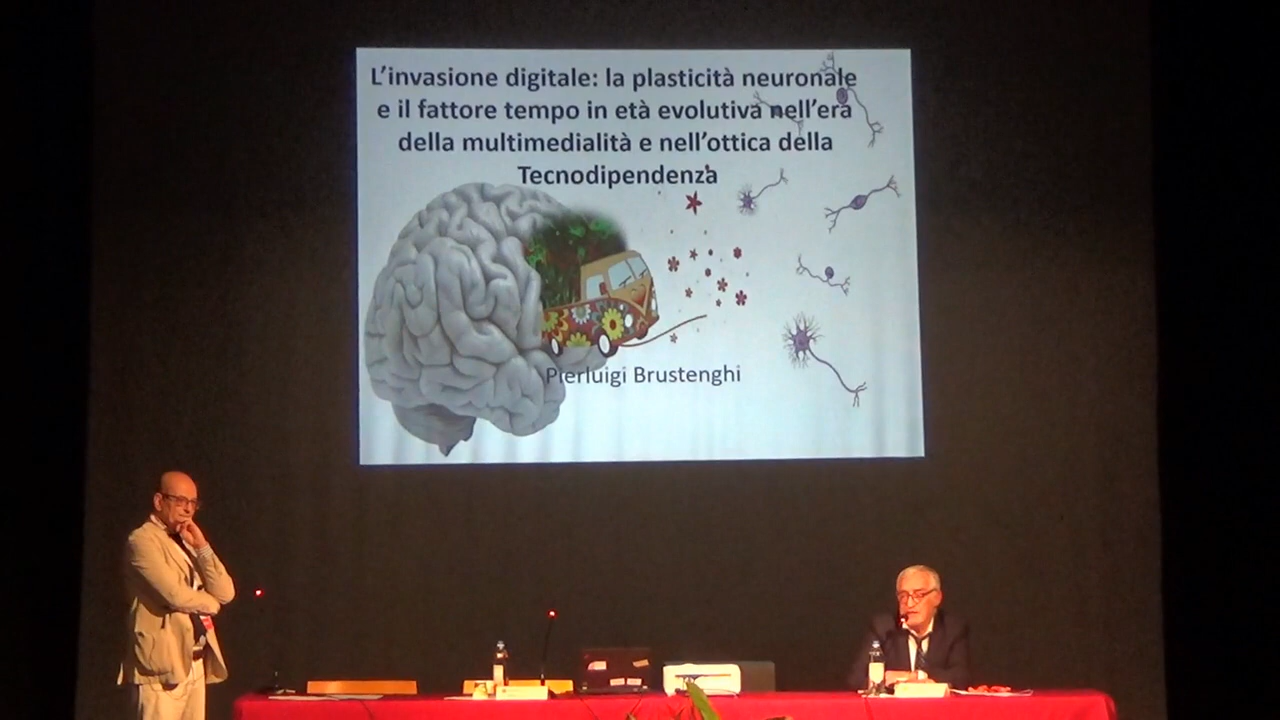 L'invasione digitale: la plasticità neuronale
e il fattore tempo in età evolutiva nell'era
della multimedialità e nell'ottica della
Tecnodipendenza
Pierluigi Brustenghi